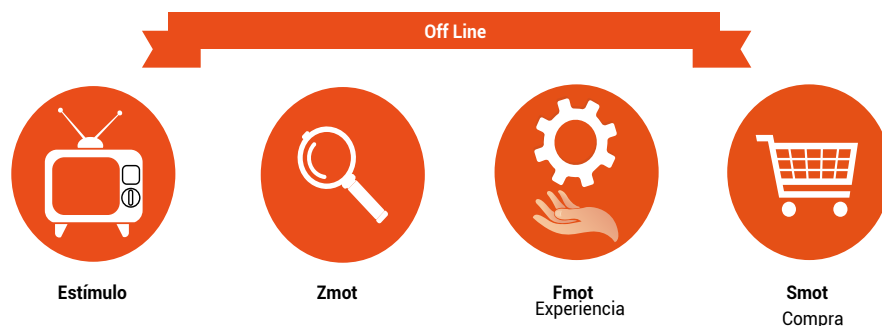 Off Line
Estímulo
Zmot
Fmot
Experiencia
Smot
Compra